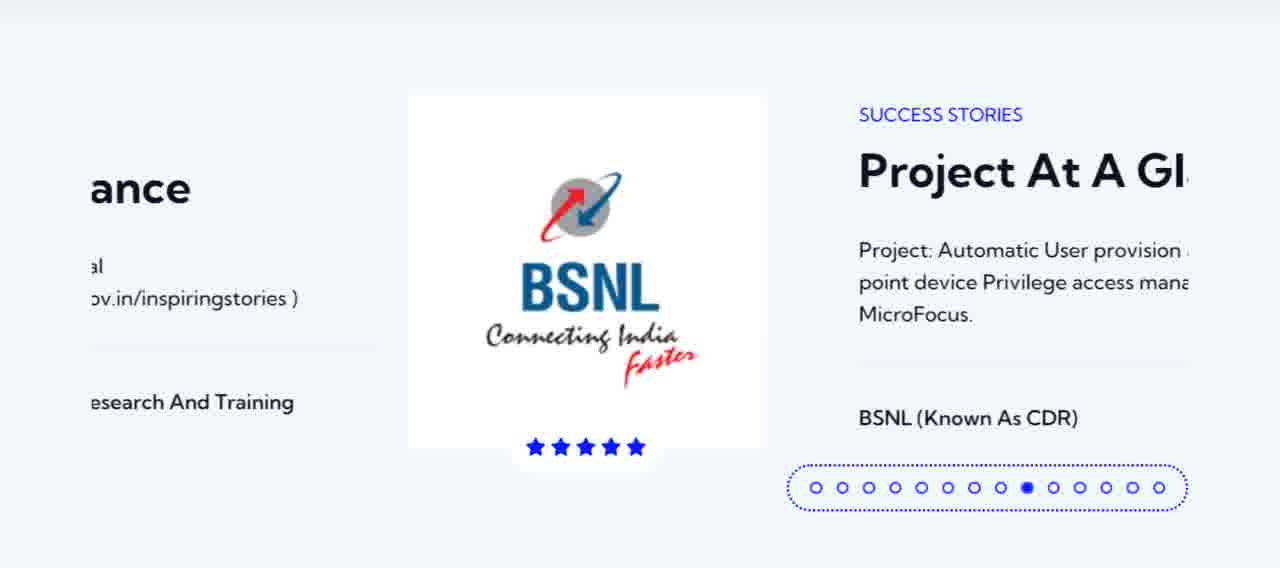 ance
al
ov.in/inspiringstories )
esearch And Training
BSNL
Connecting India
Faster
SUCCESS STORIES
Project At A Gl
Project: Automatic User provision
point device Privilege access mana
MicroFocus.
BSNL (Known As CDR)